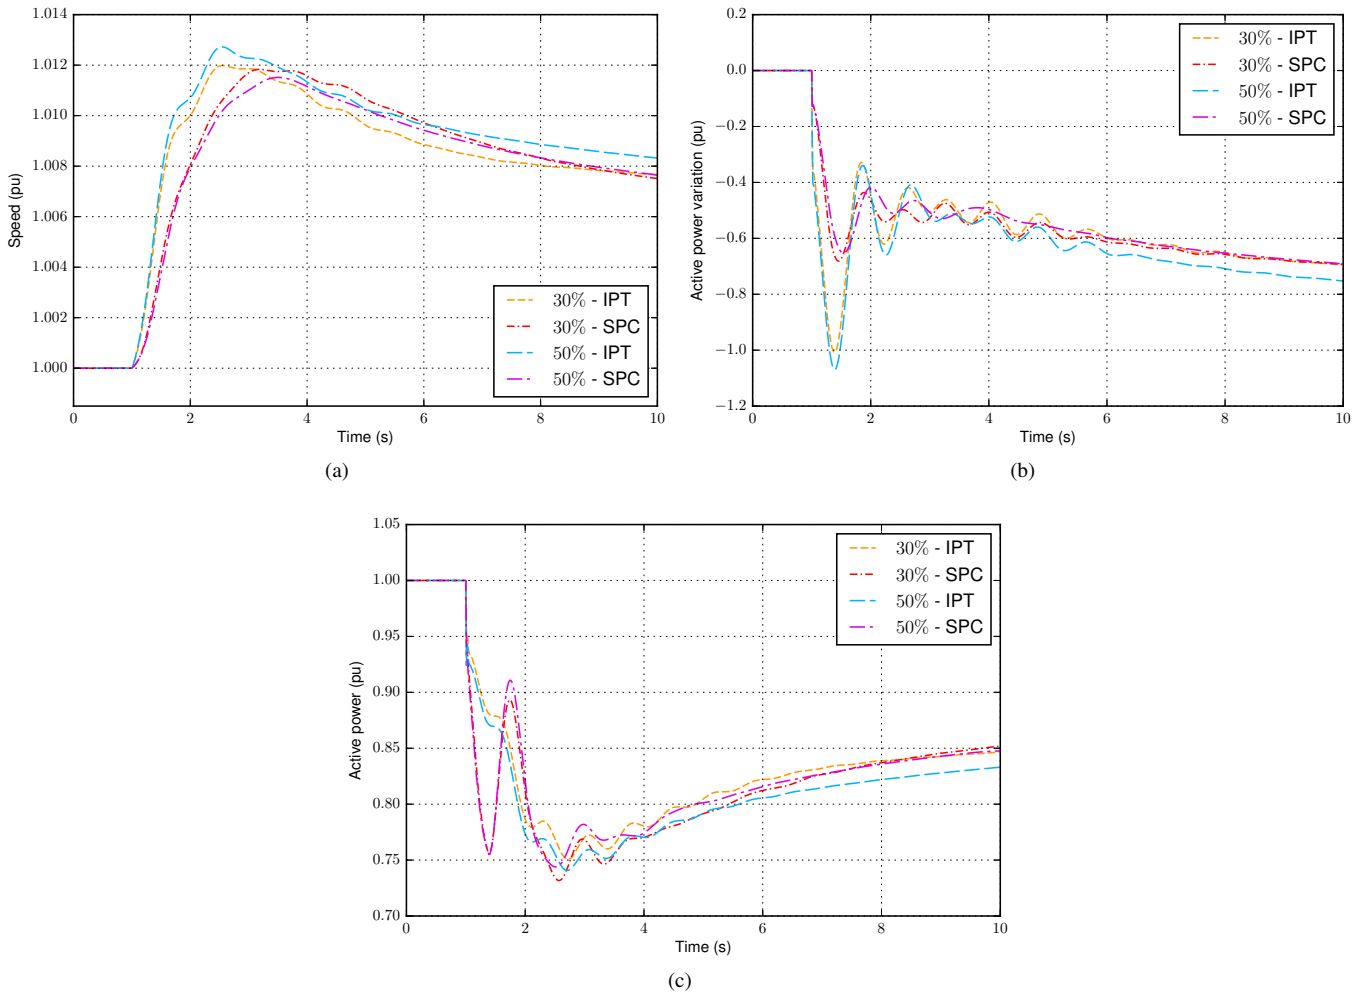 1.014
1.012
1.010
1.008
1.006
1.004
1.002
1.000
Speed (pu)
30% - IPT
30% - SPC
50% - IPT
50% - SPC
0 2 4 6 8 10
Time (s)
(a)
0.2
0.0
−0.2
−0.4
−0.6
−0.8
−1.0
−1.2
Active power variation (pu)
30% - IPT
30% - SPC
50% - IPT
50% - SPC
0 2 4 6 8 10
Time (s)
(b)
1.05
1.00
0.95
0.90
0.85
0.80
0.75
0.70
Active power (pu)
30% - IPT
30% - SPC
50% - IPT
50% - SPC
0 2 4 6 8 10
Time (s)
(c)